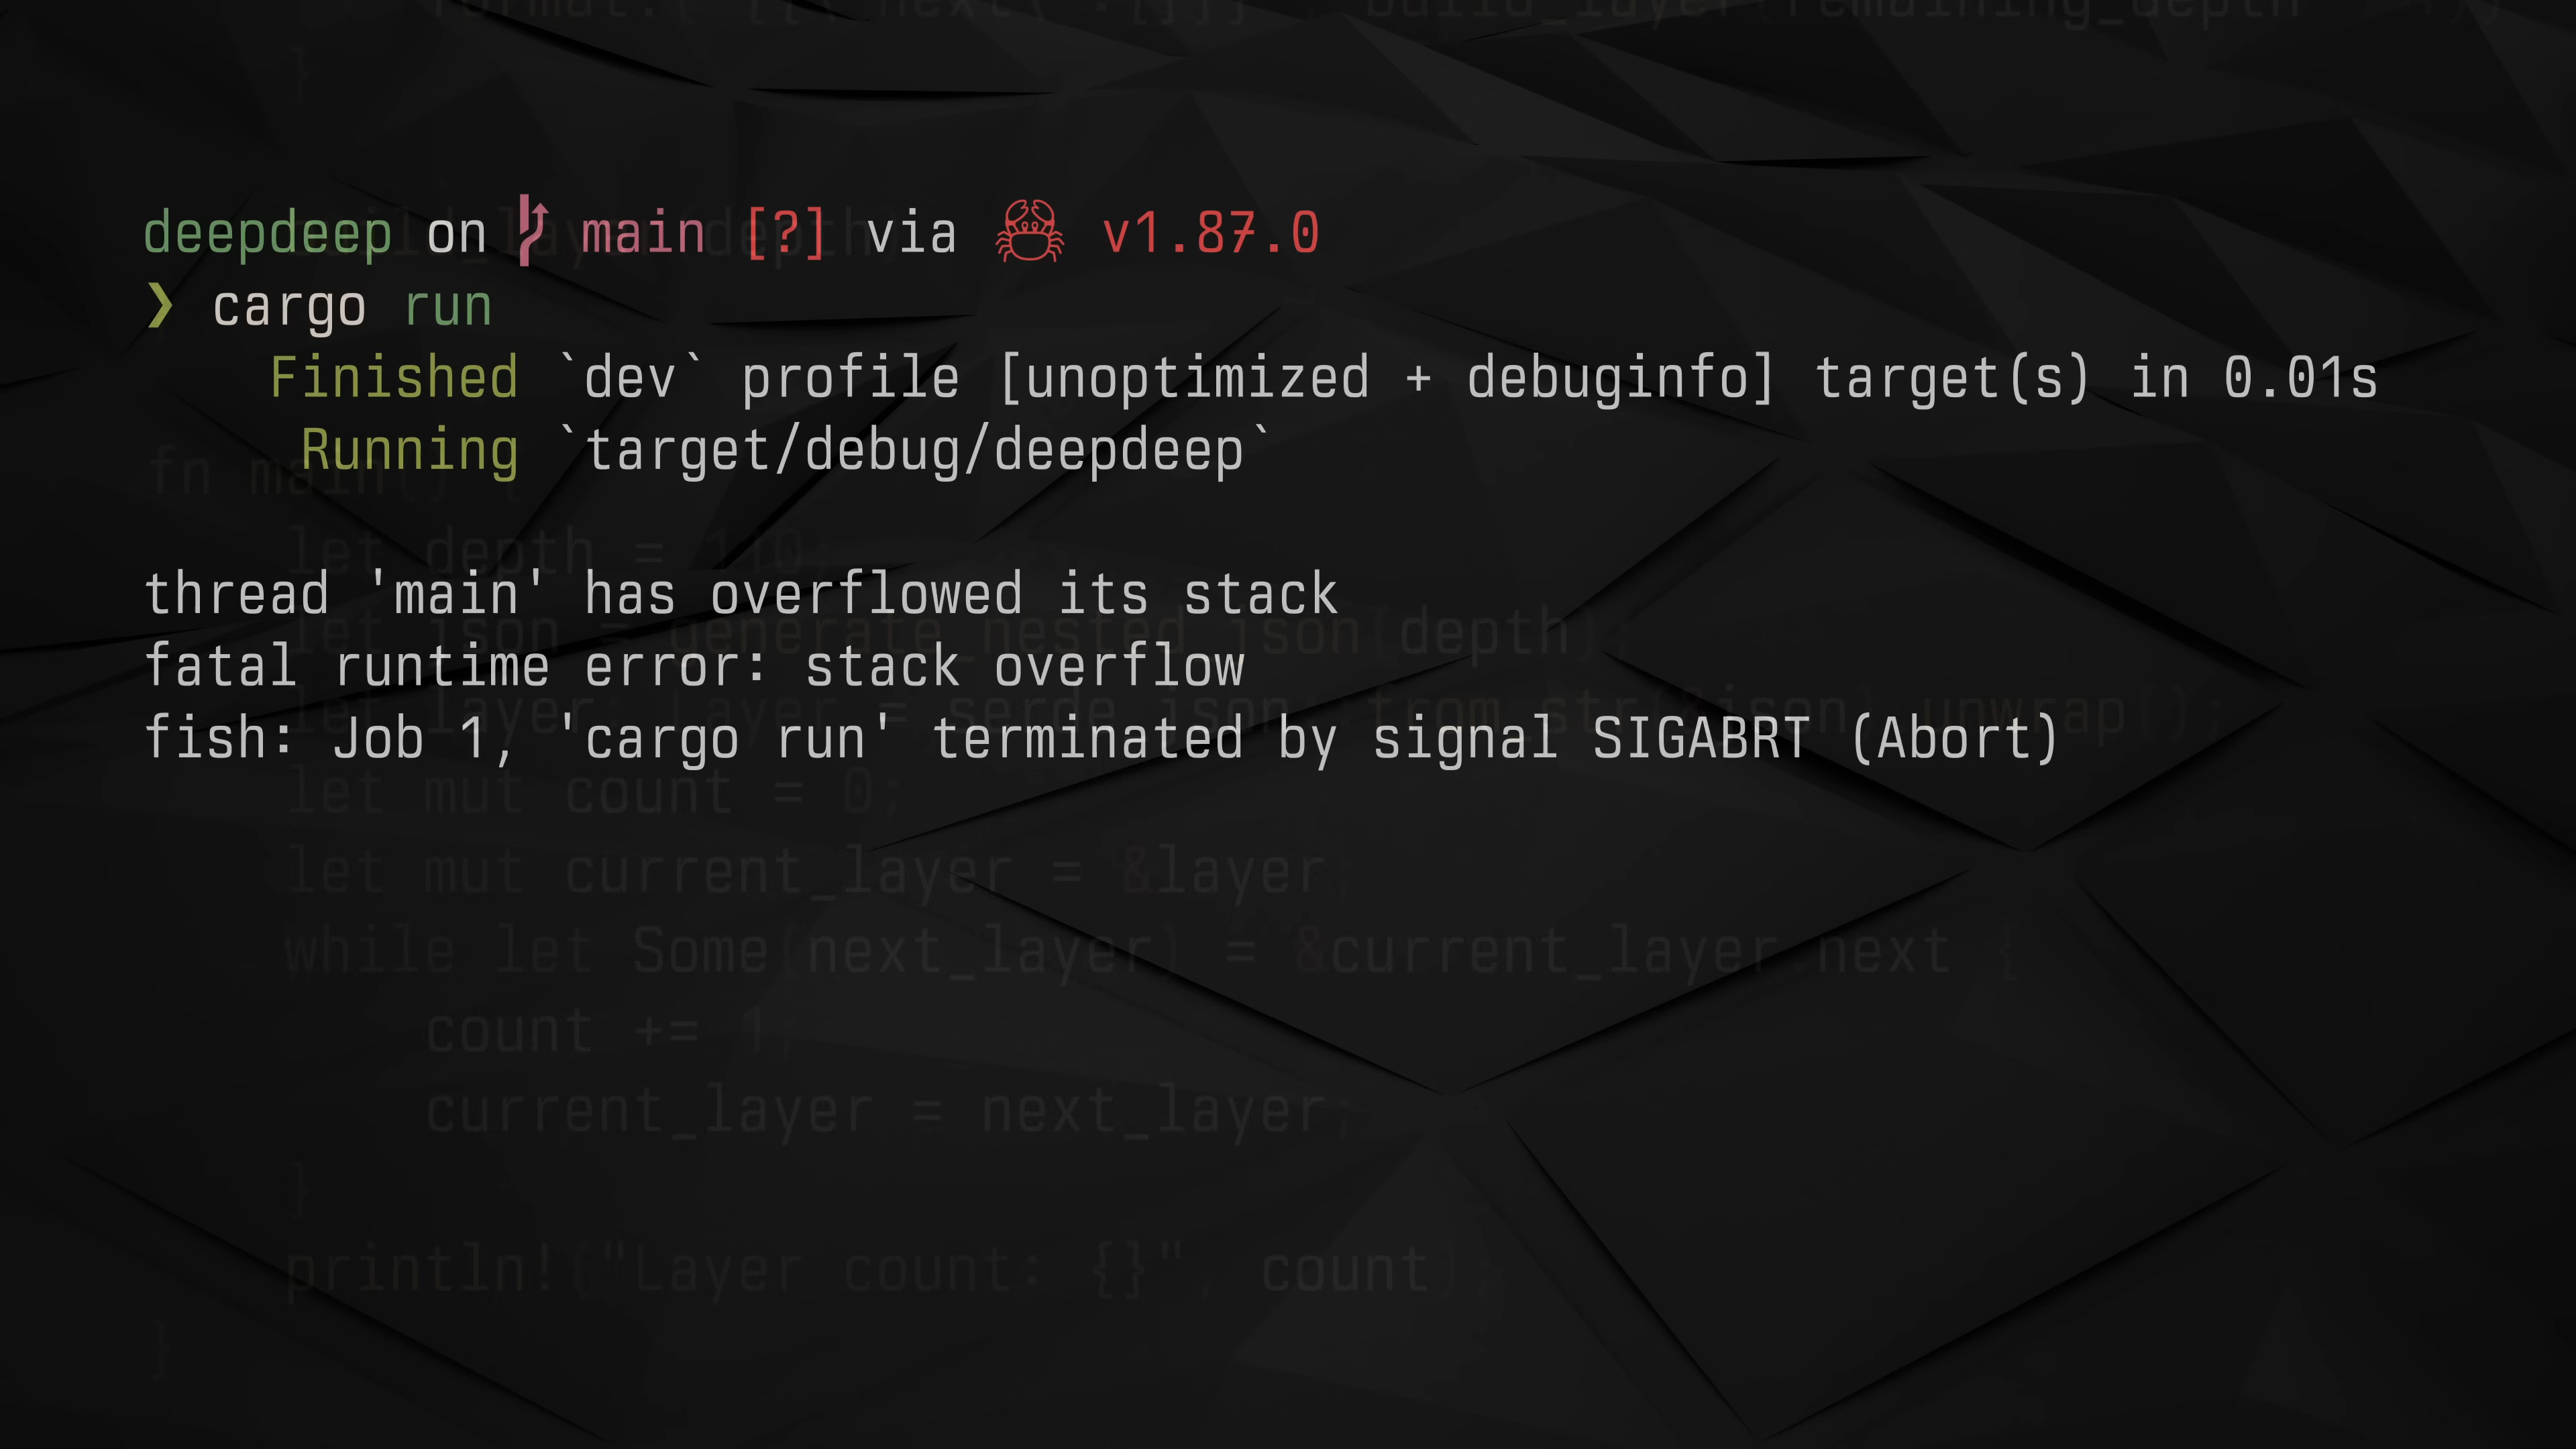 build_layer(remaining_depth
}
deepdeep on main [?] via v1.87.0
❯ cargo run
Finished `dev` profile [unoptimized + debuginfo] target(s) in 0.01s
Running `target/debug/deepdeep`
fn main() {
let depth = 110;
thread 'main' has overflowed its stack
let json = generate_nested_json(depth);
fatal runtime error: stack overflow
let layer: Layer = serde_json::from_str(&json).unwrap();
fish: Job 1, 'cargo run' terminated by signal SIGABRT (Abort)
let mut count = 0;
let mut current_layer = &layer;
while let Some(next_layer) = &current_layer.next {
count += 1;
current_layer = next_layer;
}
println!("Layer count: {}", count);
}